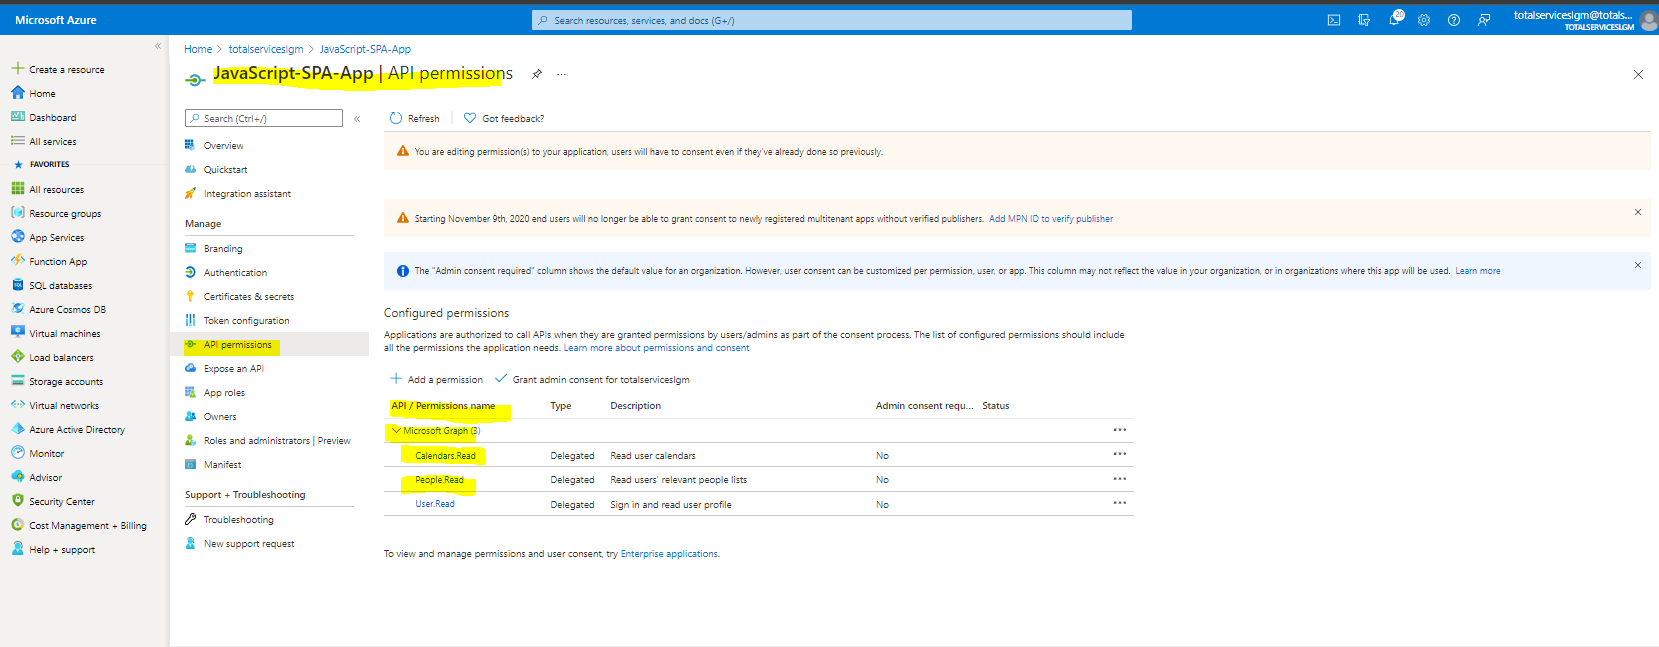 Microsoft Azure
Search resources, services, and docs (G+/)
20
totalserviceslgm@totals...
TOTALSERVICESLGM
«
Create a resource
Home
Dashboard
All services
FAVORITES
All resources
Resource groups
App Services
Function App
SQL databases
Azure Cosmos DB
Virtual machines
Load balancers
Storage accounts
Virtual networks
Azure Active Directory
Monitor
Advisor
Security Center
Cost Management + Billing
Help + support
Home > totalserviceslgm > JavaScript-SPA-App
JavaScript-SPA-App | API permissions ...
Search (Ctrl+/) «
Overview
Quickstart
Integration assistant
Manage
Branding
Authentication
Certificates & secrets
Token configuration
API permissions
Expose an API
App roles
Owners
Roles and administrators | Preview
Manifest
Support + Troubleshooting
Troubleshooting
New support request
Refresh | Got feedback?
You are editing permission(s) to your application, users will have to consent even if they've already done so previously.
Starting November 9th, 2020 end users will no longer be able to grant consent to newly registered multitenant apps without verified publishers. Add MPN ID to verify publisher
The "Admin consent required" column shows the default value for an organization. However, user consent can be customized per permission, user, or app. This column may not reflect the value in your organization, or in organizations where this app will be used. Learn more
Configured permissions
Applications are authorized to call APIs when they are granted permissions by users/admins as part of the consent process. The list of configured permissions should include
all the permissions the application needs. Learn more about permissions and consent
Add a permission Grant admin consent for totalserviceslgm
API / Permissions name Type Description Admin consent requ... Status
Microsoft Graph (3) ...
Calendars.Read Delegated Read user calendars No ...
People.Read Delegated Read users' relevant people lists No ...
User.Read Delegated Sign in and read user profile No ...
To view and manage permissions and user consent, try Enterprise applications.